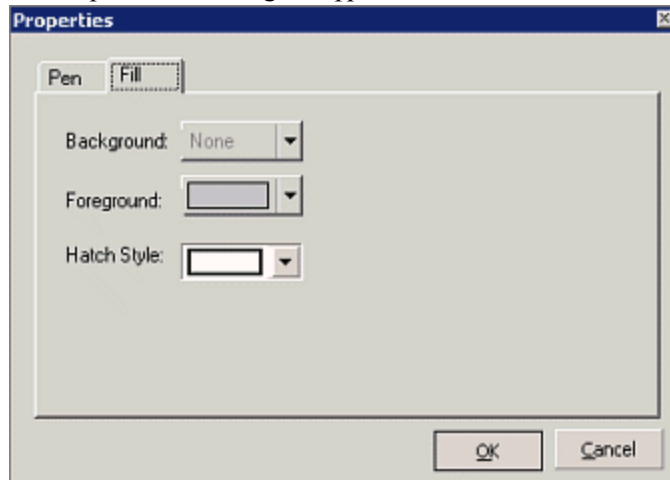 Properties
Pen Fill
Background: None
Foreground:
Hatch Style:
OK Cancel